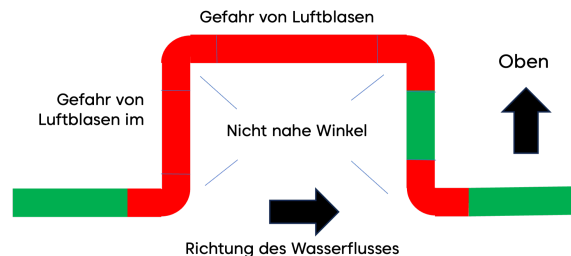 Gefahr von Luftblasen
Oben
Gefahr von
Luftblasen im
Nicht nahe Winkel
Richtung des Wasserflusses